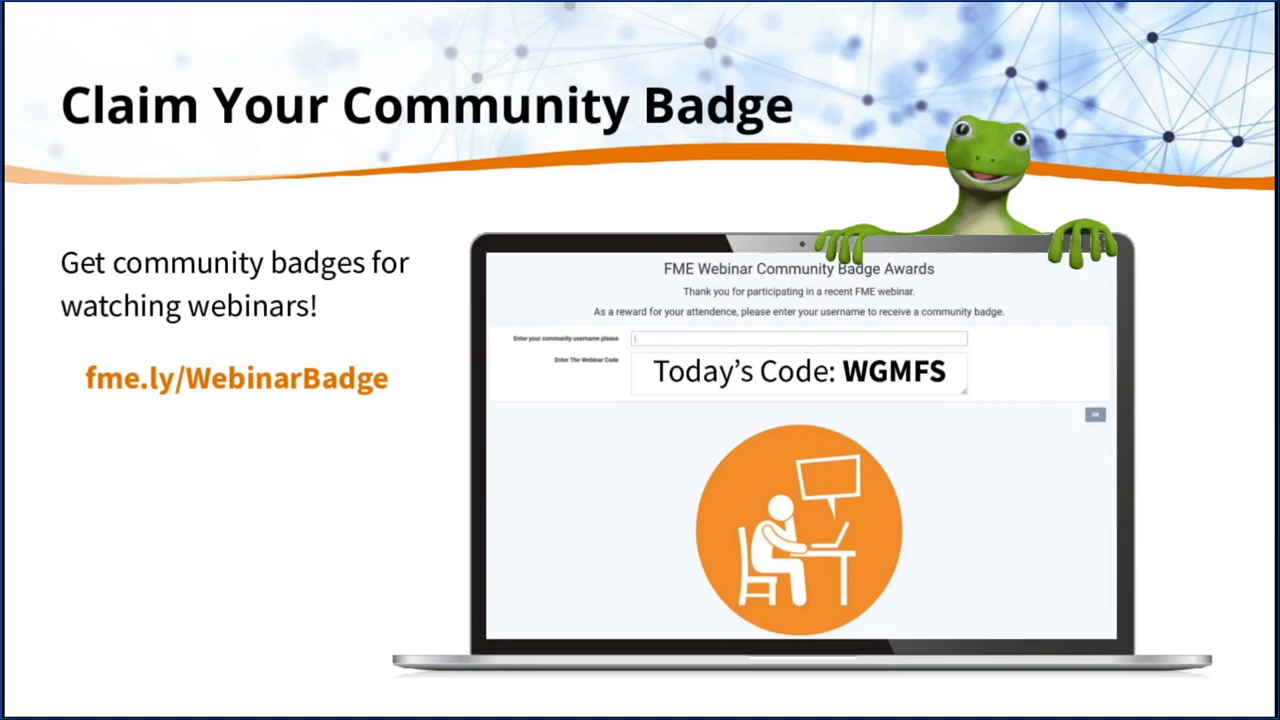 Claim Your Community Badge
Get community badges for
watching webinars!
fme.ly/WebinarBadge
FME Webinar Community Badge Awards
Thank you for participating in a recent FME webinar.
As a reward for your attendence, please enter your username to receive a community badge.
Enter your community username please
Enter The Webinar Code
Today's Code: WGMFS
OK